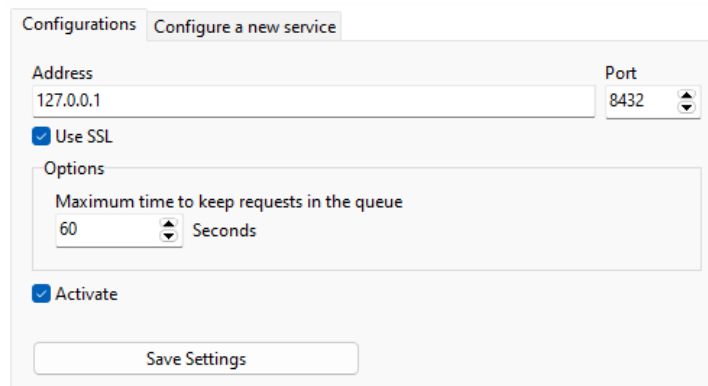 Configurations Configure a new service
Address Port
127.0.0.1 8432
Use SSL
Options
Maximum time to keep requests in the queue
60 Seconds
Activate
Save Settings